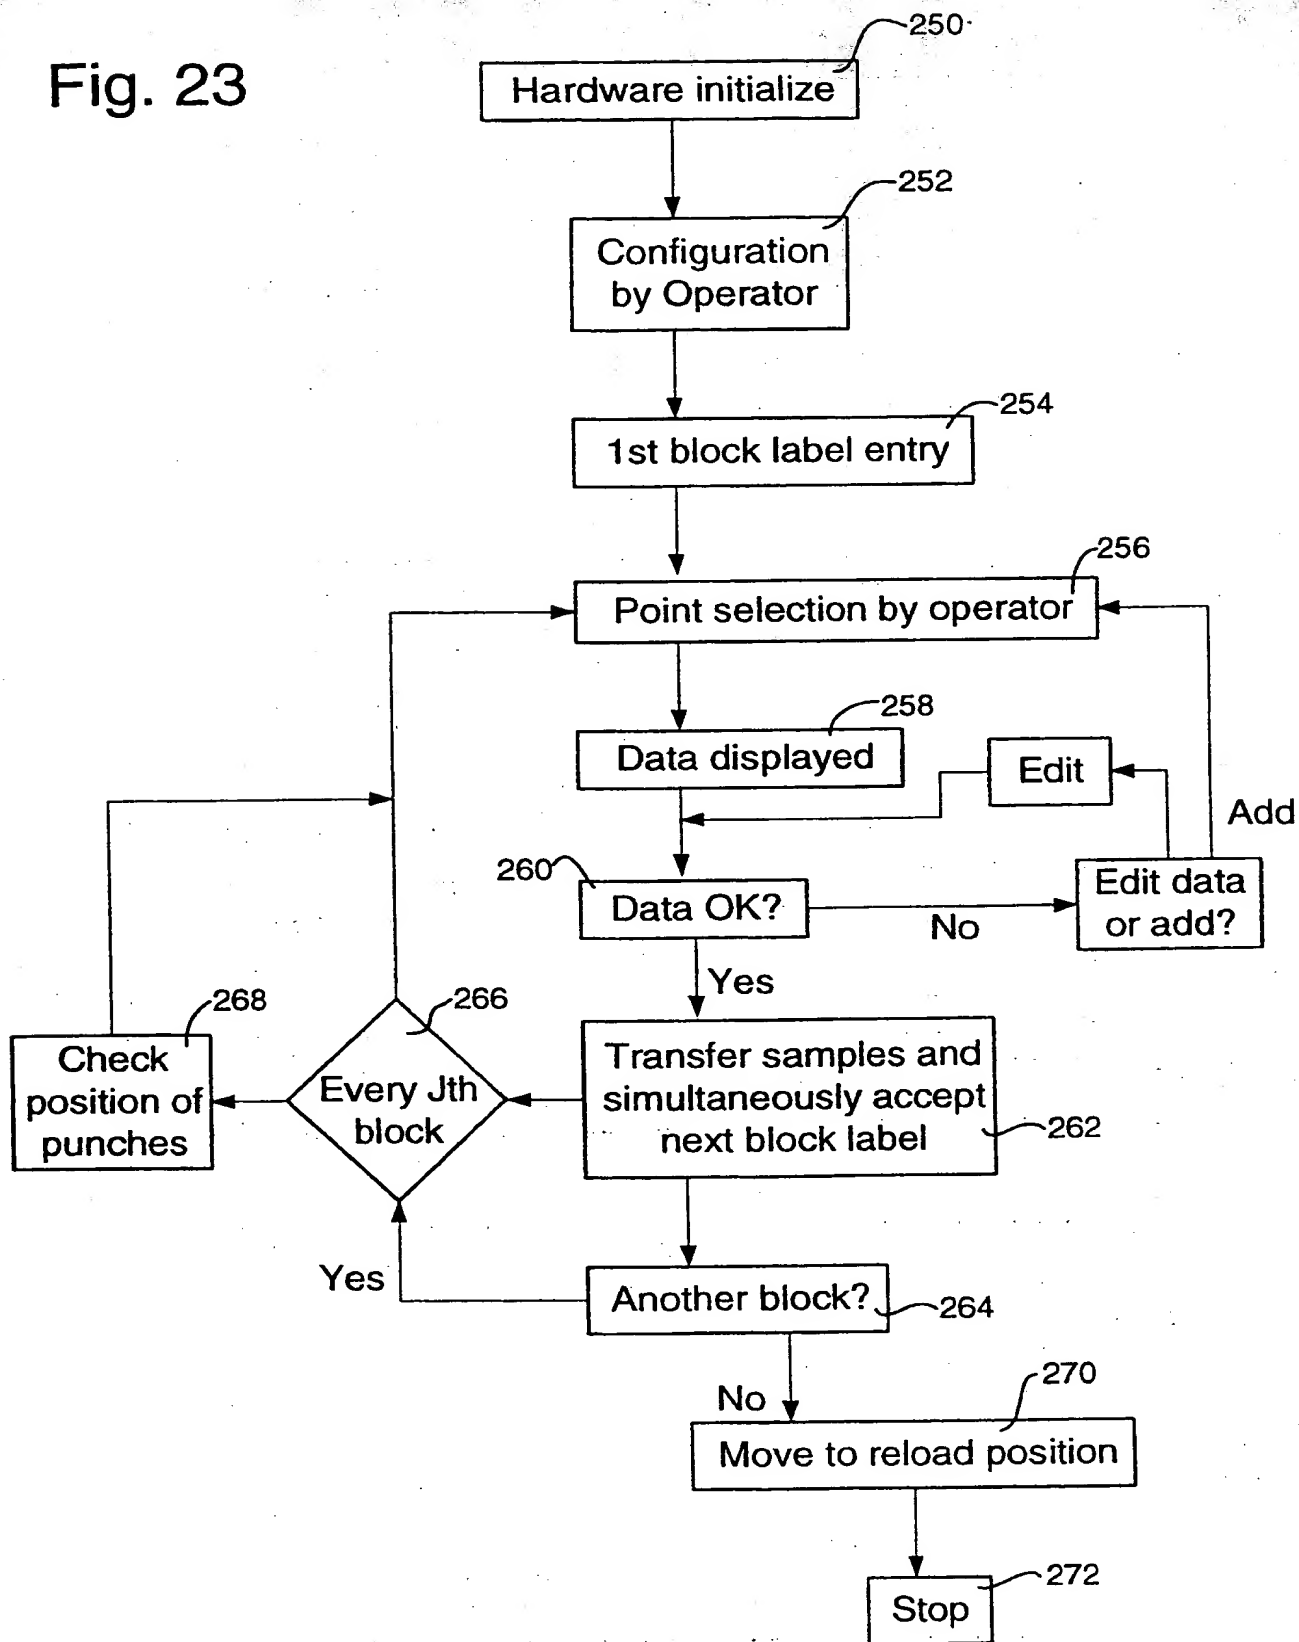 Fig. 23
250
Hardware initialize
252
Configuration
by Operator
254
1st block label entry
256
Point selection by operator
258
Data displayed
Edit
Add
260
Data OK?
No
Edit data
or add?
Yes
268
266
Check
position of
punches
Every Jth
block
Transfer samples and
simultaneously accept
next block label
262
Yes
Another block?
264
No
270
Move to reload position
272
Stop